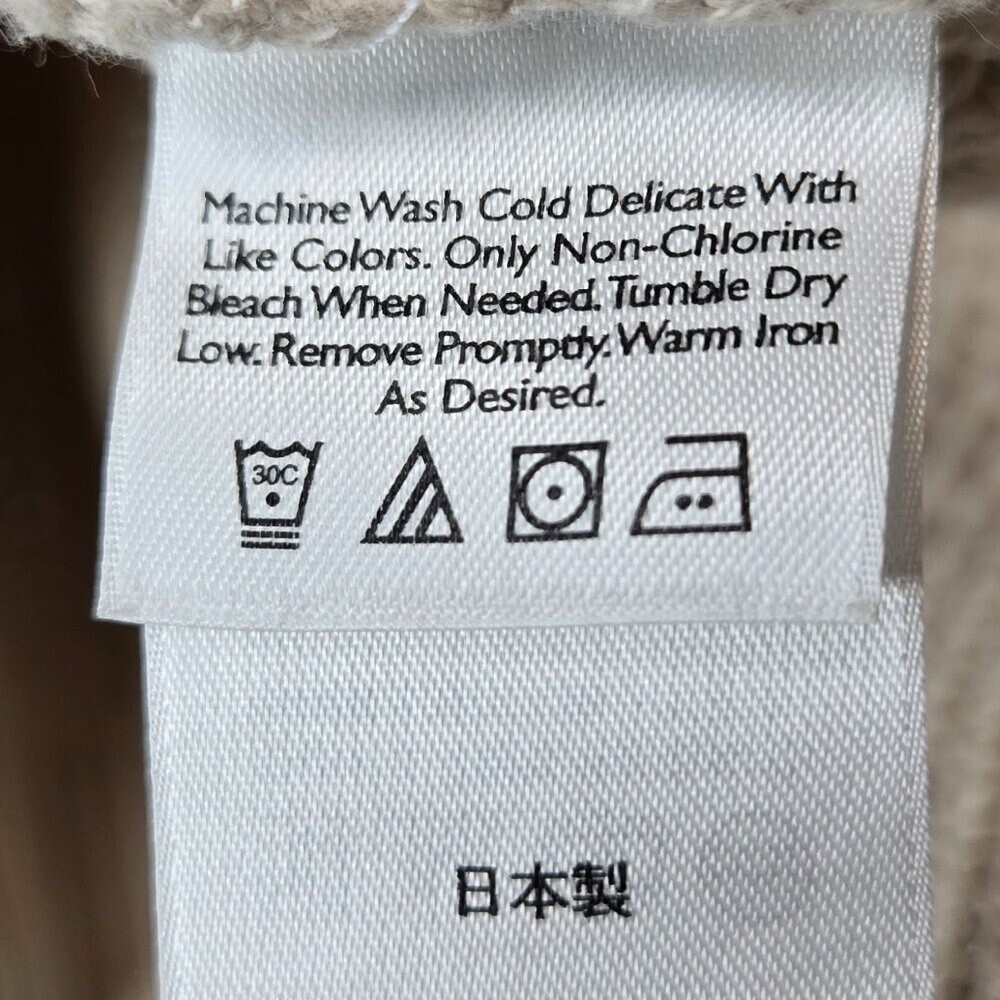 Machine Wash Cold Delicate With
Like Colors. Only Non-Chlorine
Bleach When Needed. Tumble Dry
Low. Remove Promptly. Warm Iron
As Desired.
30C
日本製